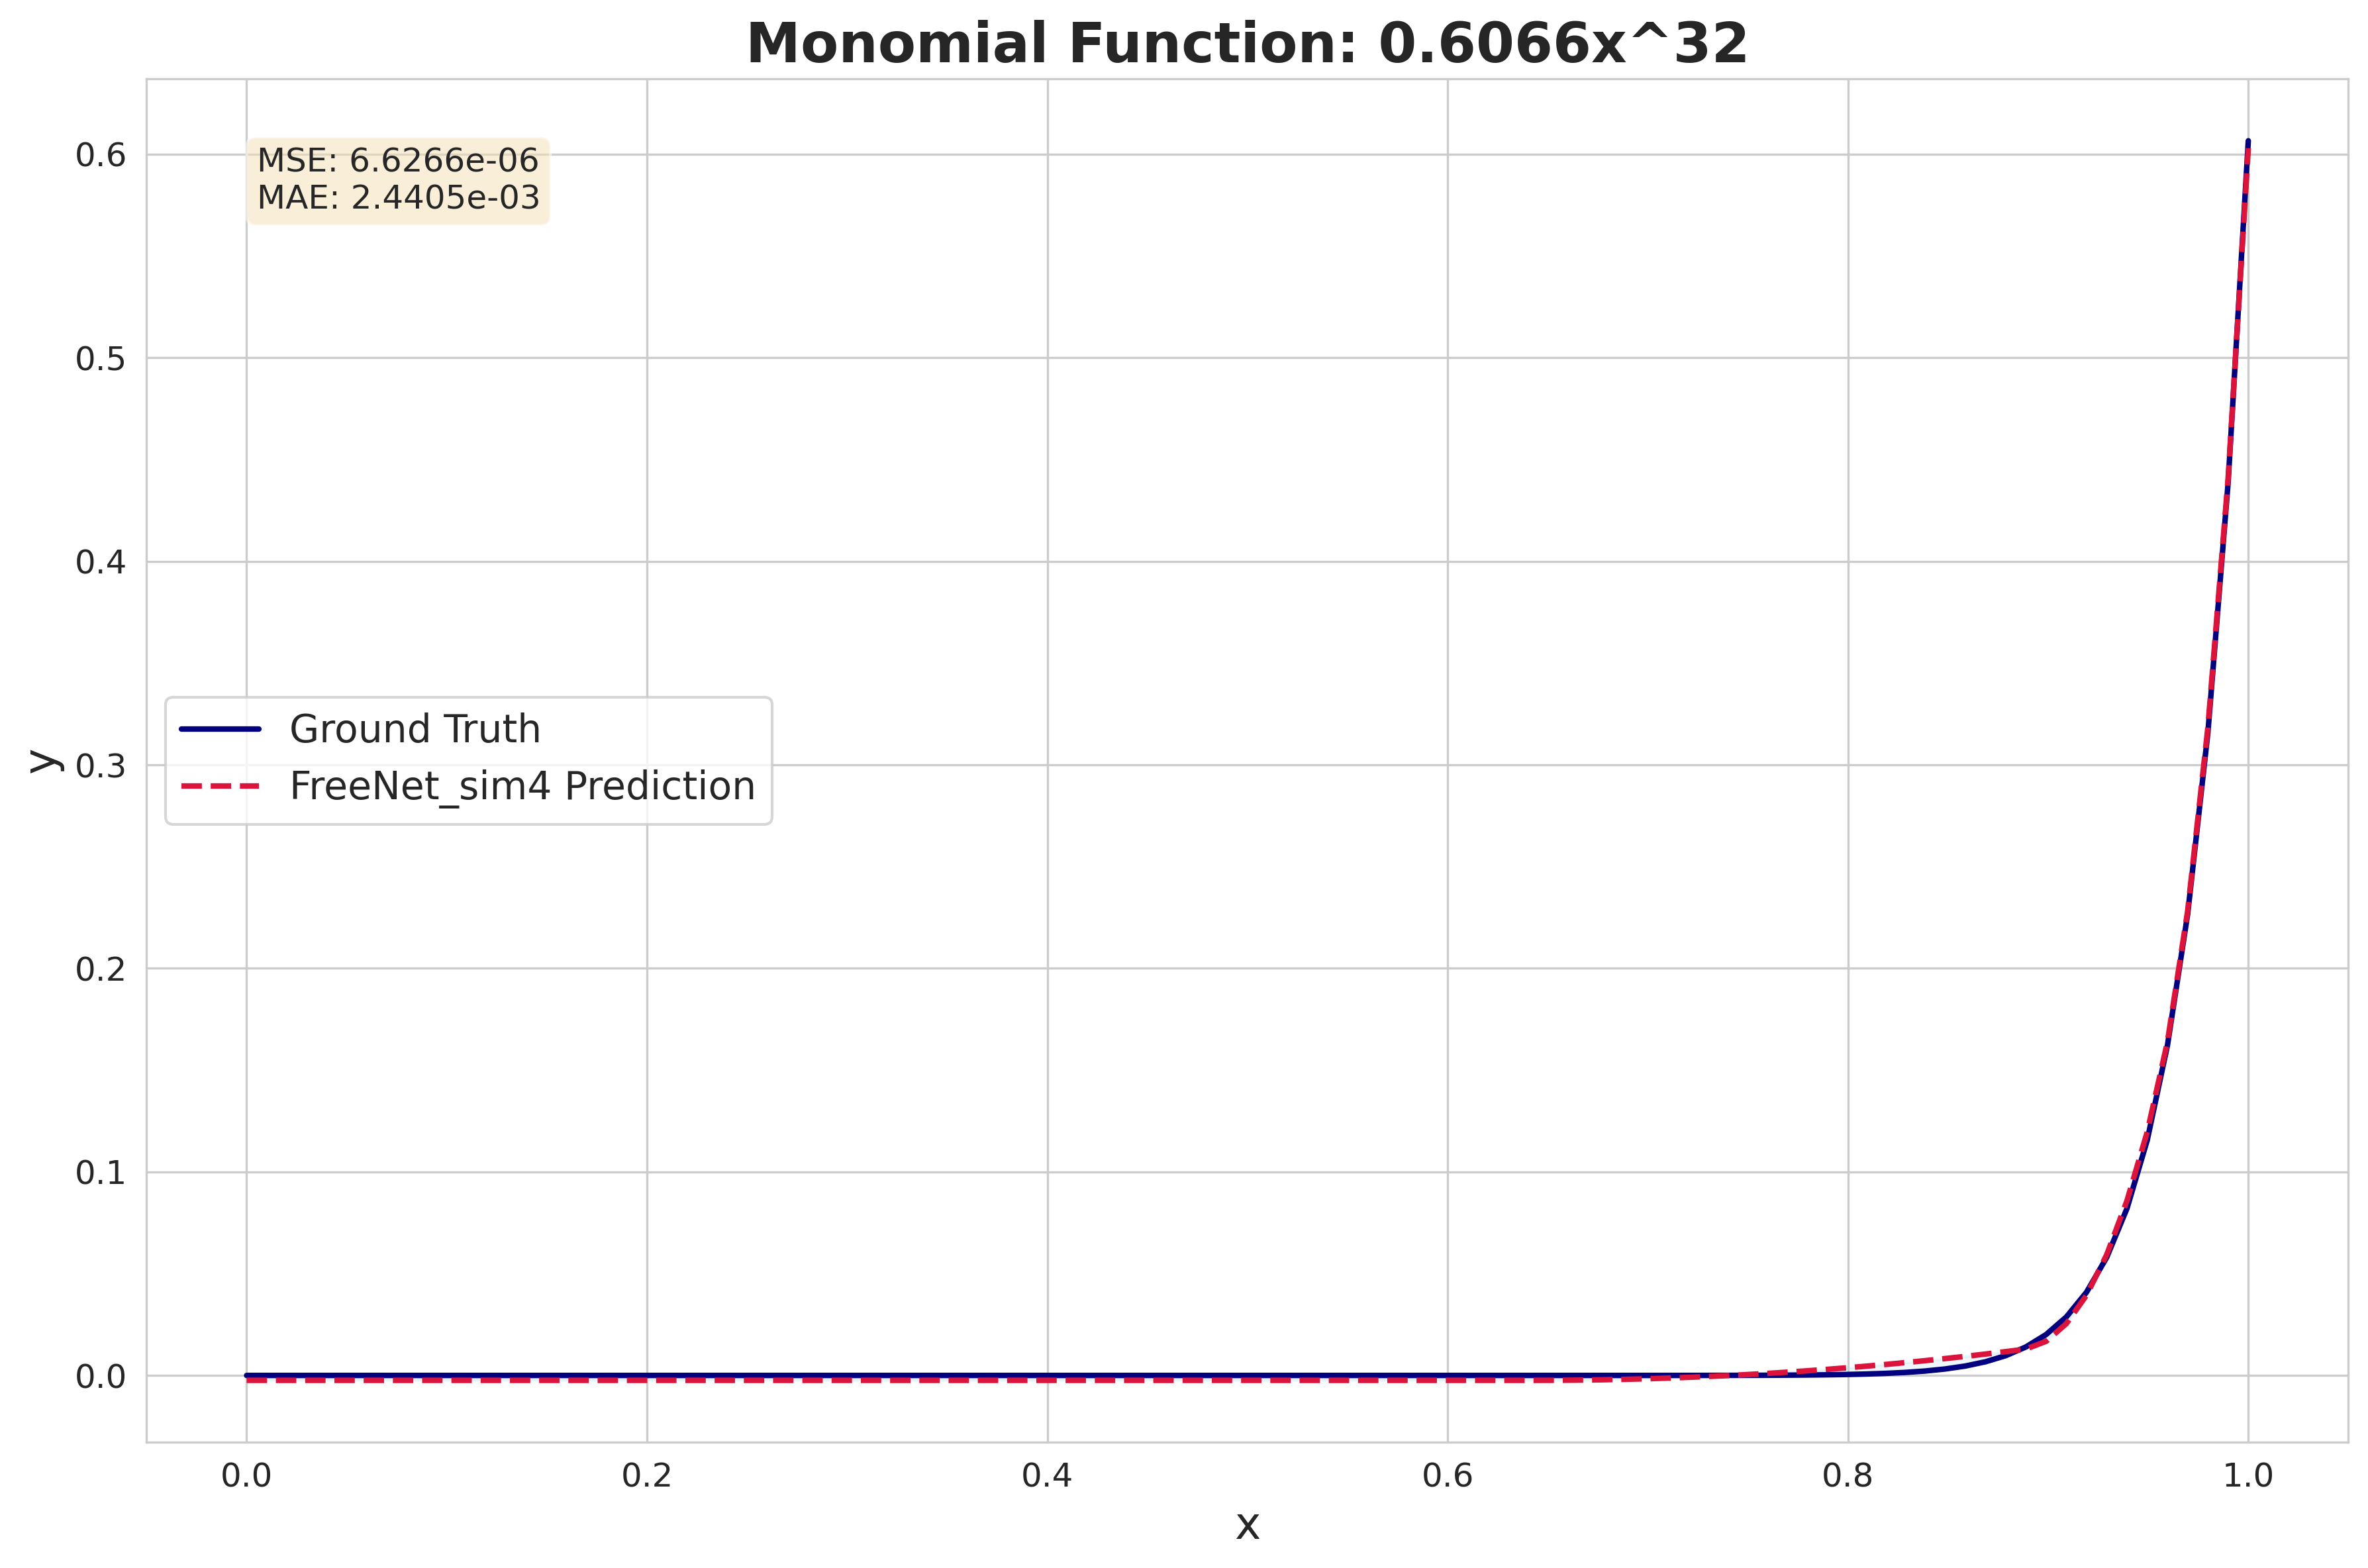 Monomial Function: 0.6066x^32
MSE: 6.6266e-06
MAE: 2.4405e-03
0.6
0.5
0.4
0.3
0.2
0.1
0.0
y
Ground Truth
FreeNet_sim4 Prediction
0.0 0.2 0.4 0.6 0.8 1.0
x